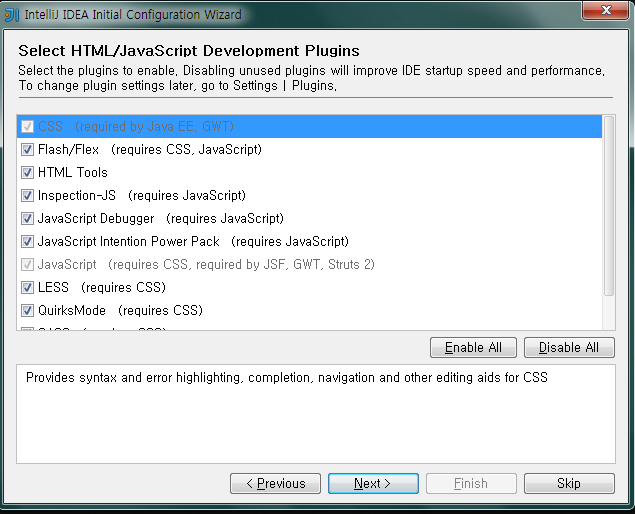 IntelliJ IDEA Initial Configuration Wizard
Select HTML/JavaScript Development Plugins
Select the plugins to enable. Disabling unused plugins will improve IDE startup speed and performance.
To change plugin settings later, go to Settings | Plugins.
CSS (required by Java EE, GWT)
Flash/Flex (requires CSS, JavaScript)
HTML Tools
Inspection-JS (requires JavaScript)
JavaScript Debugger (requires JavaScript)
JavaScript Intention Power Pack (requires JavaScript)
JavaScript (requires CSS, required by JSF, GWT, Struts 2)
LESS (requires CSS)
QuirksMode (requires CSS)
Enable All Disable All
Provides syntax and error highlighting, completion, navigation and other editing aids for CSS
< Previous Next > Finish Skip